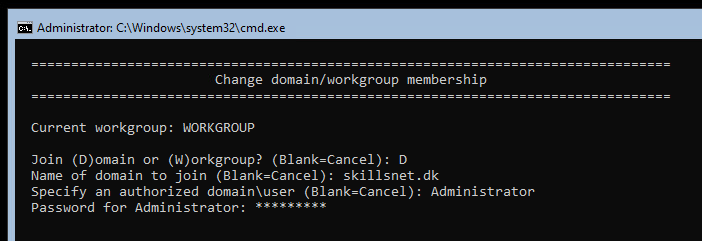 Administrator: C:\Windows\system32\cmd.exe
================================================================================
Change domain/workgroup membership
================================================================================
Current workgroup: WORKGROUP
Join (D)omain or (W)orkgroup? (Blank=Cancel): D
Name of domain to join (Blank=Cancel): skillsnet.dk
Specify an authorized domain\user (Blank=Cancel): Administrator
Password for Administrator: *********